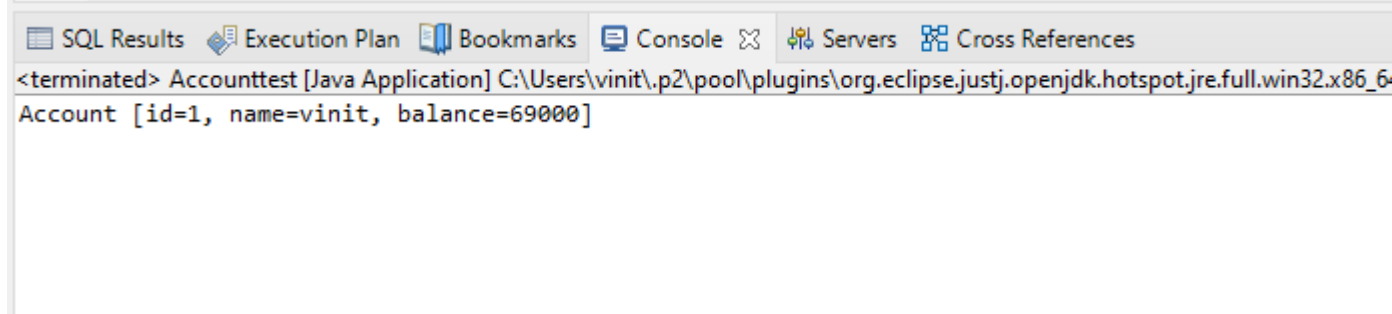 SQL Results Execution Plan Bookmarks Console Servers Cross References
<terminated> Accounttest [Java Application] C:\Users\vinit\.p2\pool\plugins\org.eclipse.justj.openjdk.hotspot.jre.full.win32.x86_64
Account [id=1, name=vinit, balance=69000]